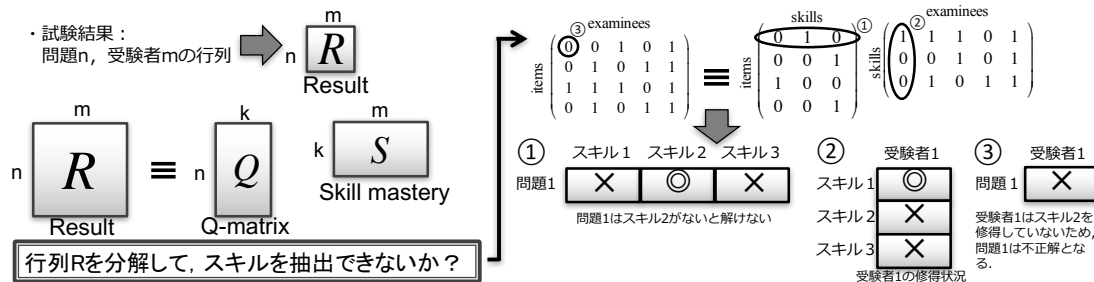 ・試験結果：
問題n，受験者mの行列
m
n
R
Result
m
n
R
Result
≡
k
n
Q
Q-matrix
m
k
S
Skill mastery
行列Rを分解して，スキルを抽出できないか？
③ examinees
items
0 0 1 0 1
0 1 0 1 1
1 1 1 0 1
0 1 0 1 1
≡
skills ①
items
0 1 0
0 0 1
1 0 0
0 0 1
② examinees
skills
1 1 1 0 1
0 0 1 0 1
0 1 0 1 1
①
スキル1 スキル2 スキル3
問題1 × ◎ ×
問題1はスキル2がないと解けない
②
受験者1
スキル1 ◎
スキル2 ×
スキル3 ×
受験者1の修得状況
③
受験者1
問題1 ×
受験者1はスキル2を
修得していないため，
問題1は不正解とな
る．